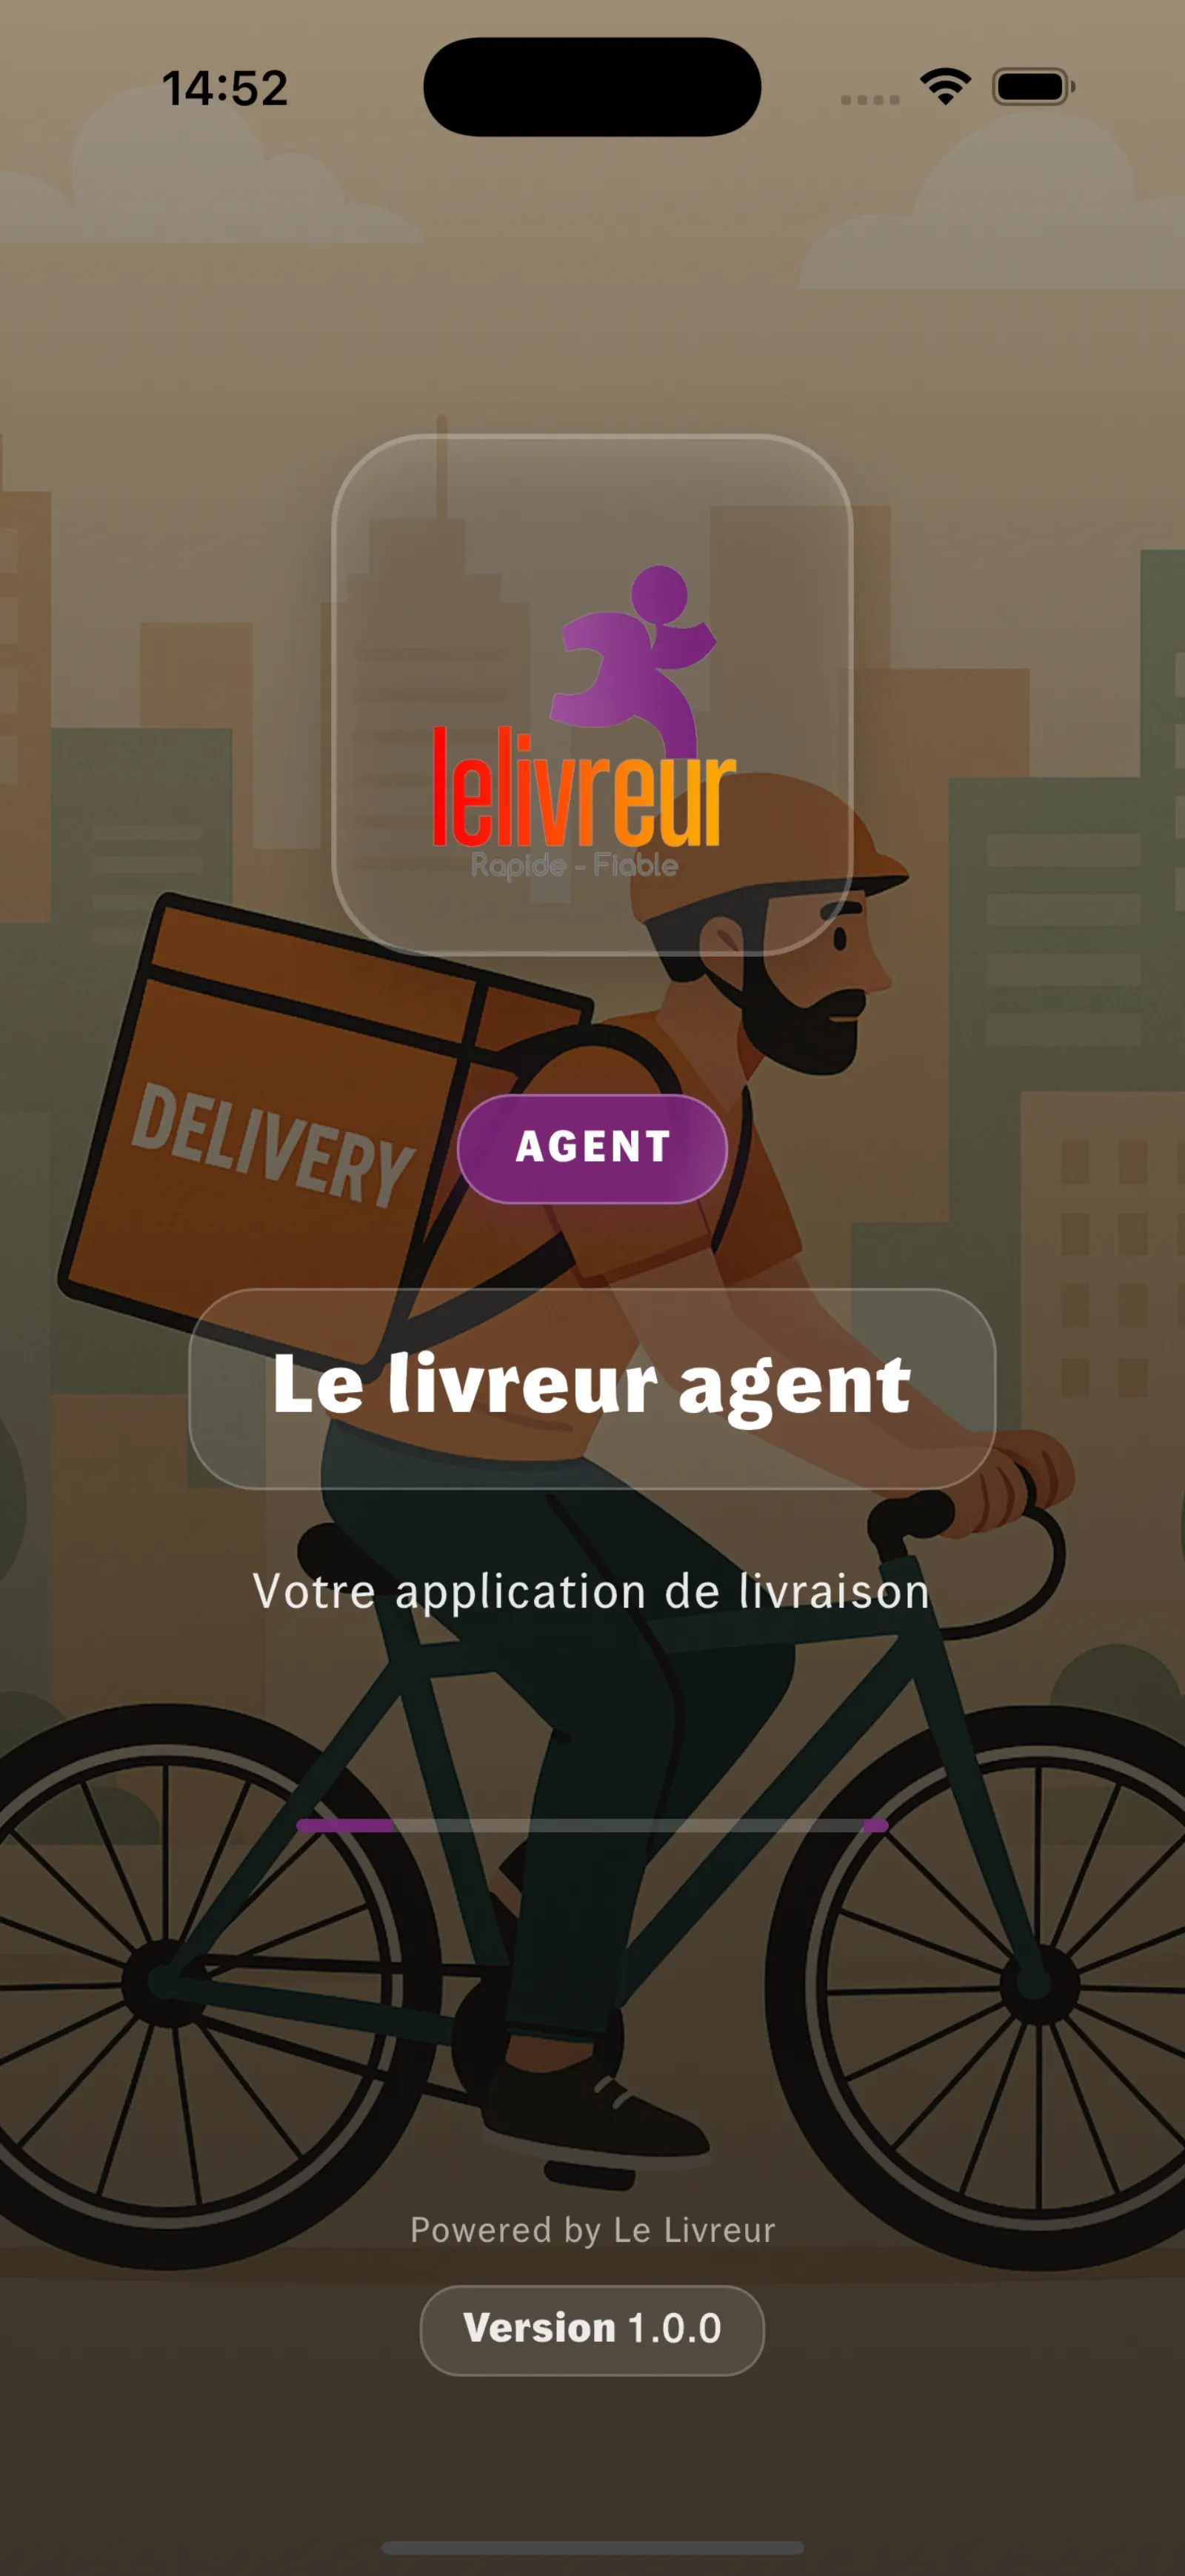 14:52
lelivreur
Rapide - Fiable
DELIVERY
AGENT
Le livreur agent
Votre application de livraison
Powered by Le Livreur
Version 1.0.0